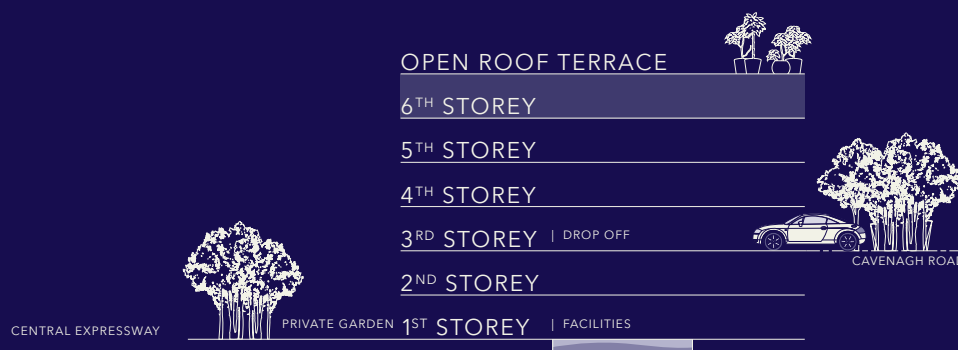 OPEN ROOF TERRACE
6TH STOREY
5TH STOREY
4TH STOREY
3RD STOREY | DROP OFF
CAVENAGH ROAD
2ND STOREY
CENTRAL EXPRESSWAY PRIVATE GARDEN 1ST STOREY | FACILITIES